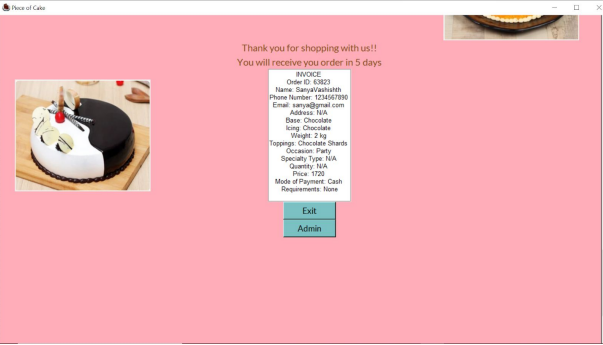 Piece of Cake
Thank you for shopping with us!!
You will receive you order in 5 days
INVOICE
Order ID: 63823
Name: SanyaVashishth
Phone Number: 1234567890
Email: sanya@gmail.com
Address: N/A
Base: Chocolate
Icing: Chocolate
Weight: 2 kg
Toppings: Chocolate Shards
Occasion: Party
Specialty Type: N/A
Quantity: N/A
Price: 1720
Mode of Payment: Cash
Requirements: None
Exit
Admin